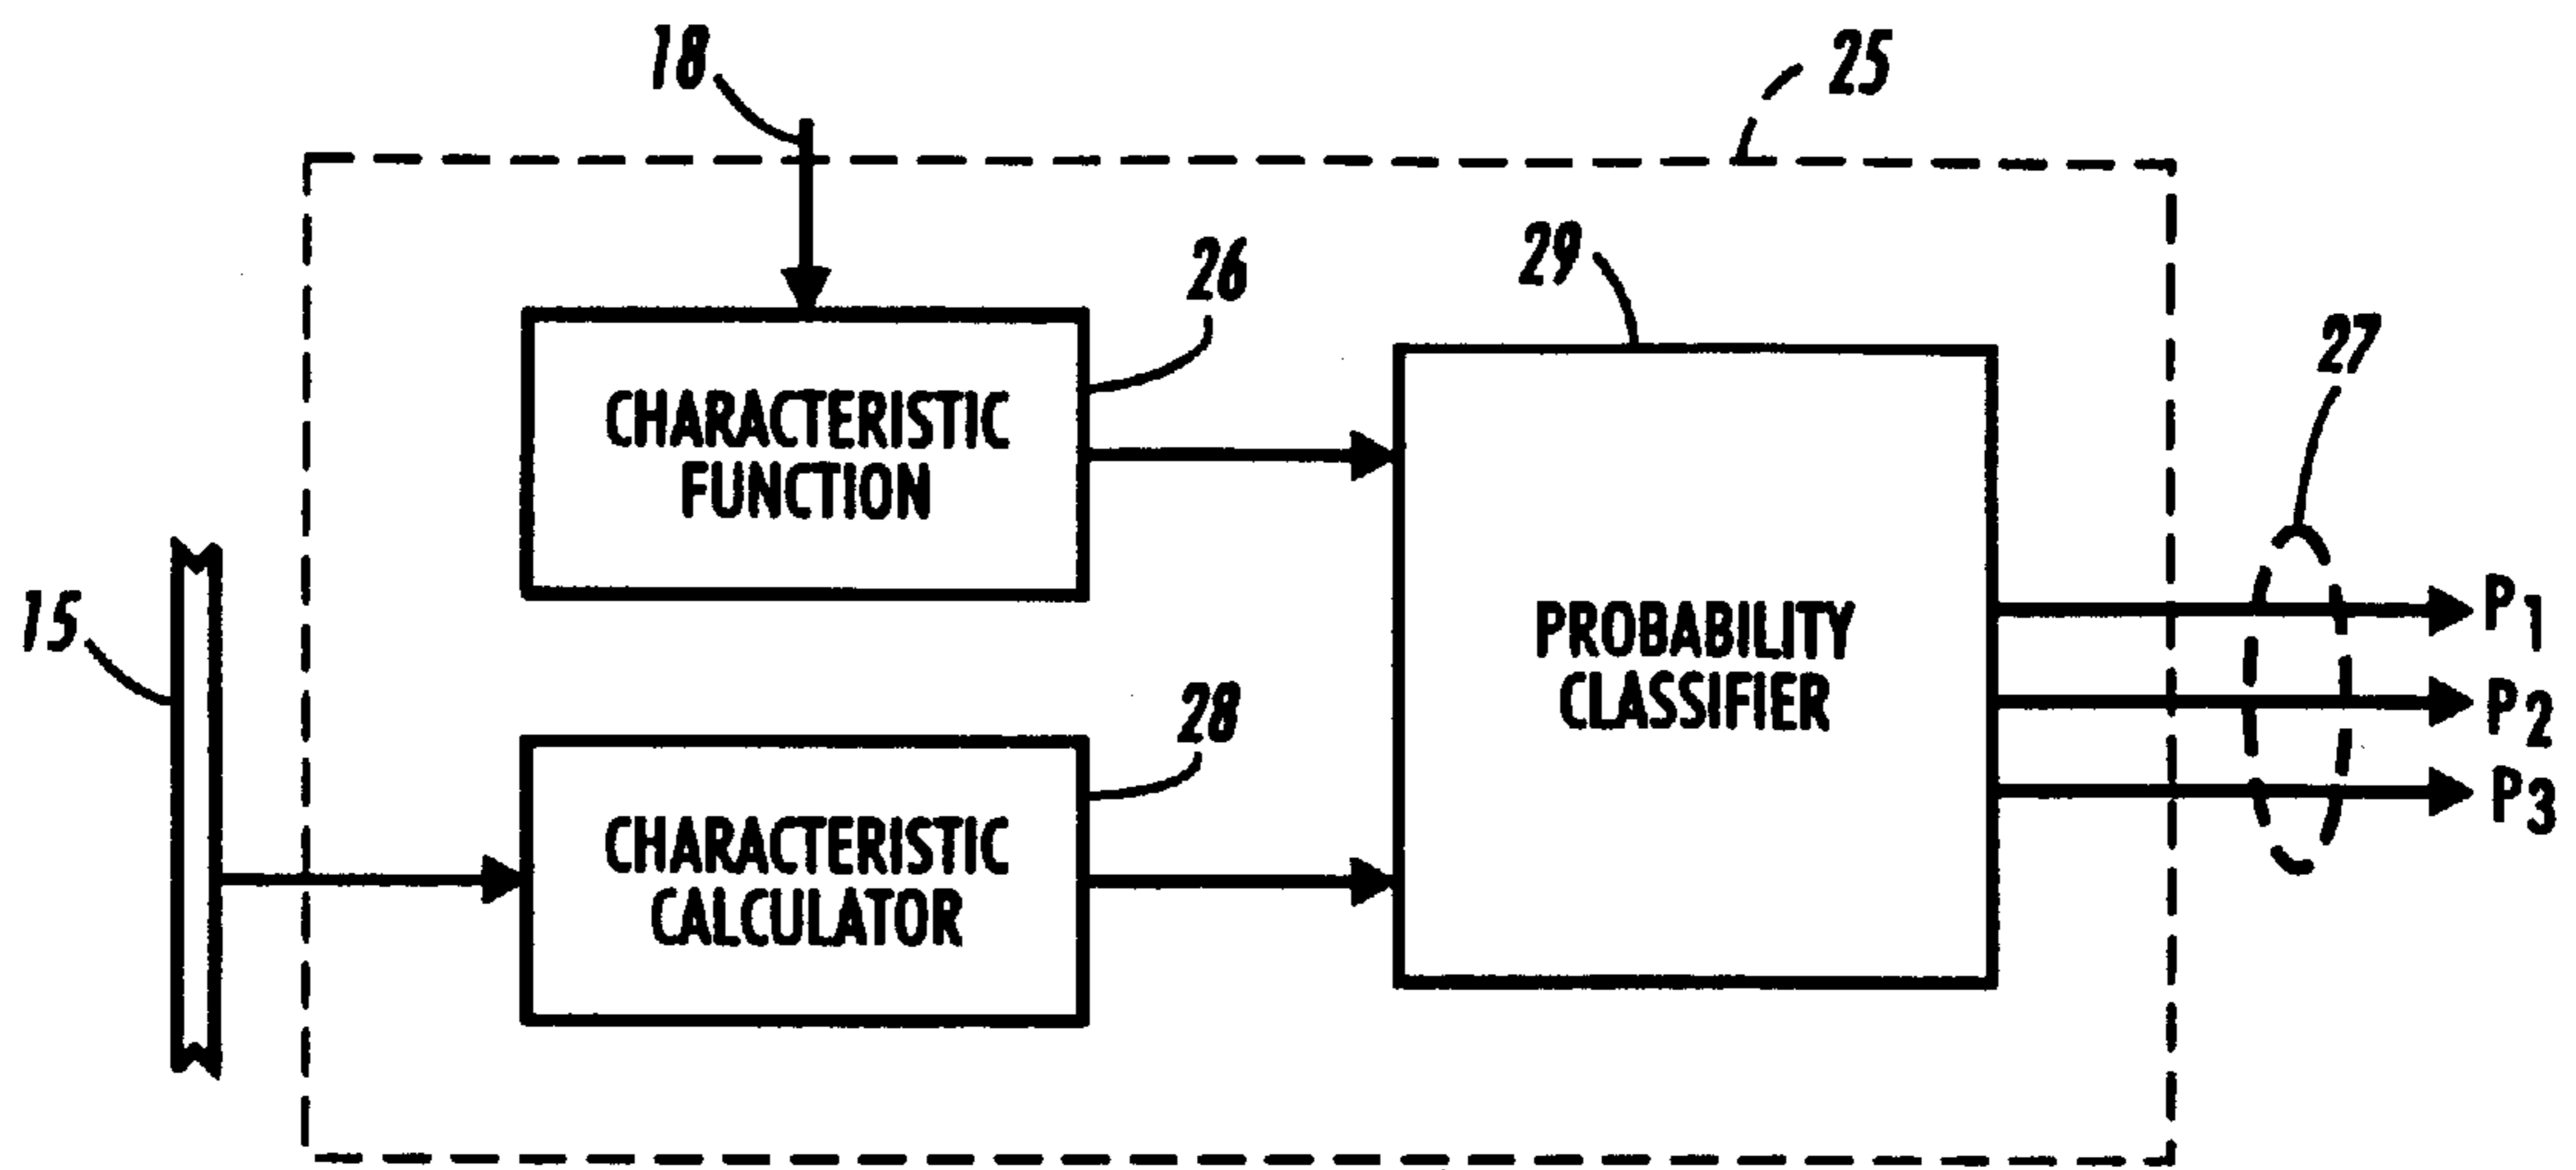 18
25
26
29
27
CHARACTERISTIC
FUNCTION
15
PROBABILITY
CLASSIFIER
P1
P2
P3
28
CHARACTERISTIC
CALCULATOR